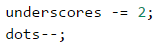 underscores -= 2;
dots--;